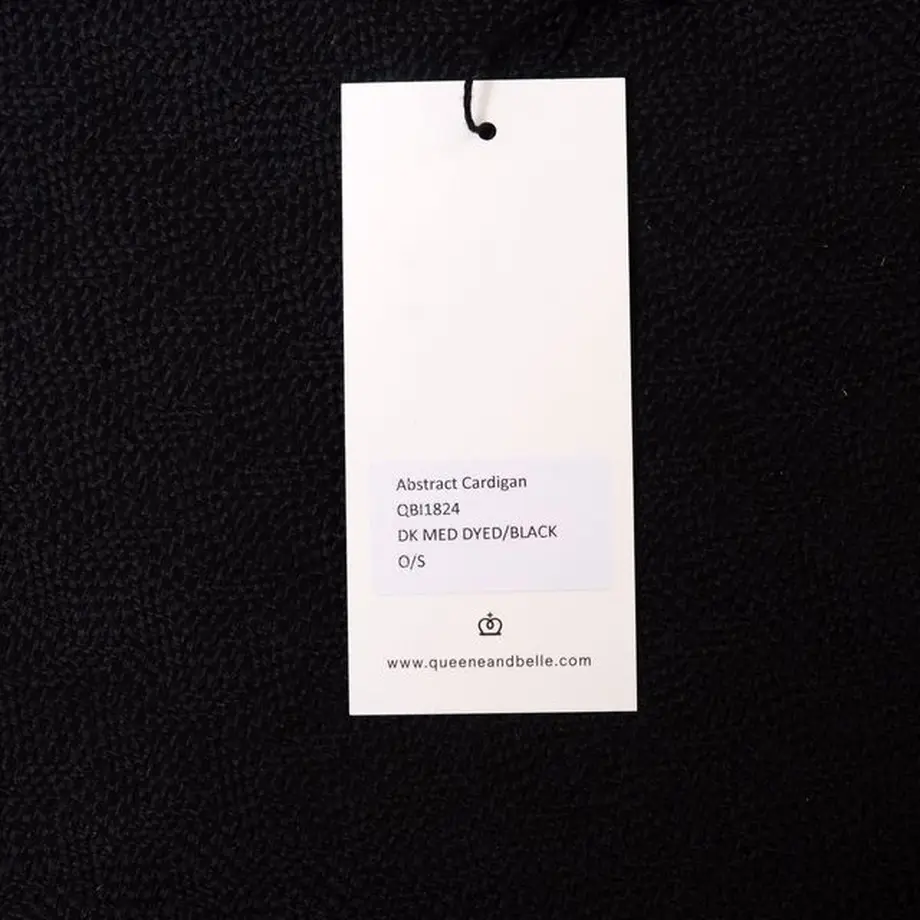 Abstract Cardigan
QBI1824
DK MED DYED/BLACK
O/S
www.queeneandbelle.com